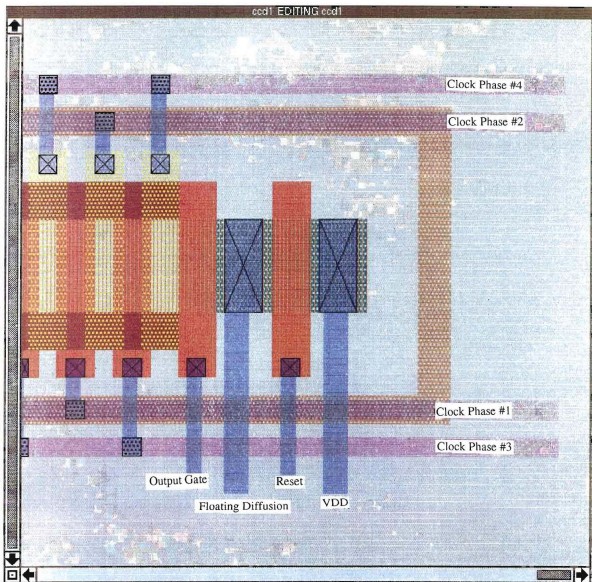 ccd1 EDITING ccd1
Clock Phase #4
Clock Phase #2
Clock Phase #1
Clock Phase #3
Output Gate
Reset
Floating Diffusion
VDD